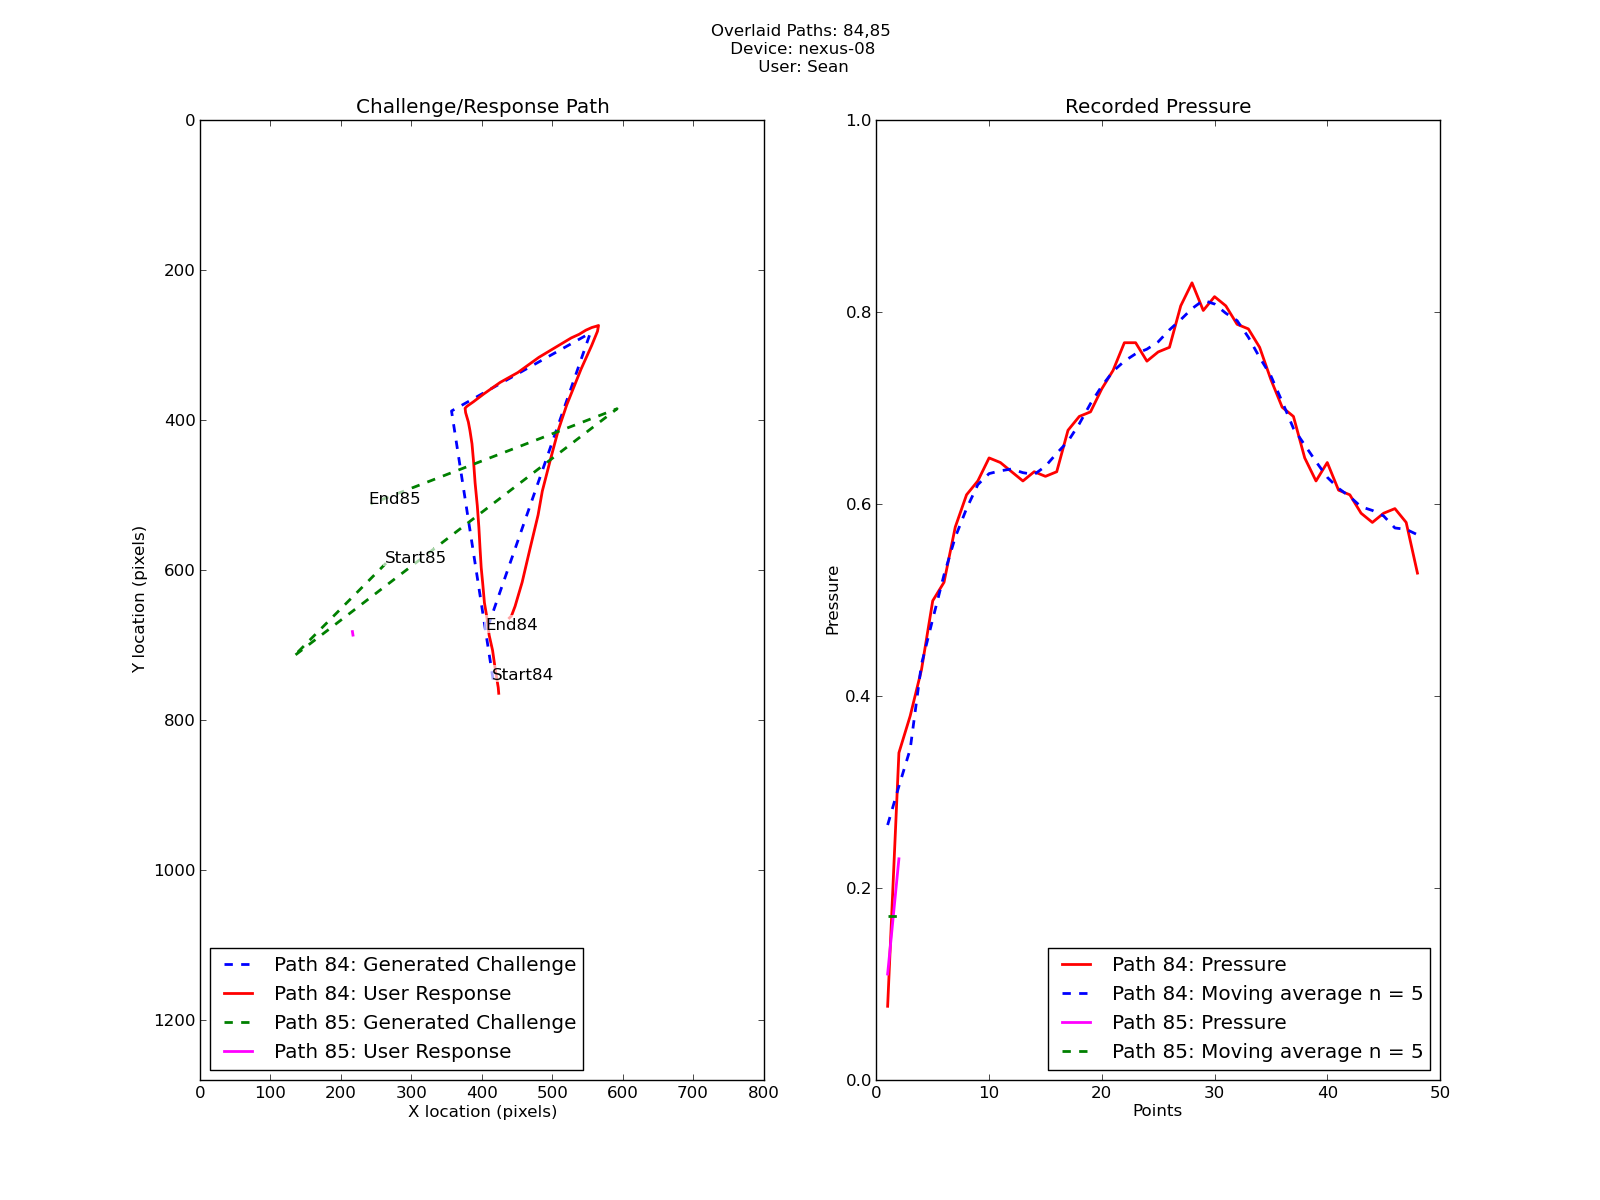 Overlaid Paths: 84,85
Device: nexus-08
User: Sean
Challenge/Response Path
0
200
400
600
800
1000
1200
Y location (pixels)
End85
Start85
End84
Start84
Path 84: Generated Challenge
Path 84: User Response
Path 85: Generated Challenge
Path 85: User Response
0 100 200 300 400 500 600 700 800
X location (pixels)
Recorded Pressure
1.0
0.8
0.6
0.4
0.2
0.0
Pressure
Path 84: Pressure
Path 84: Moving average n = 5
Path 85: Pressure
Path 85: Moving average n = 5
0 10 20 30 40 50
Points